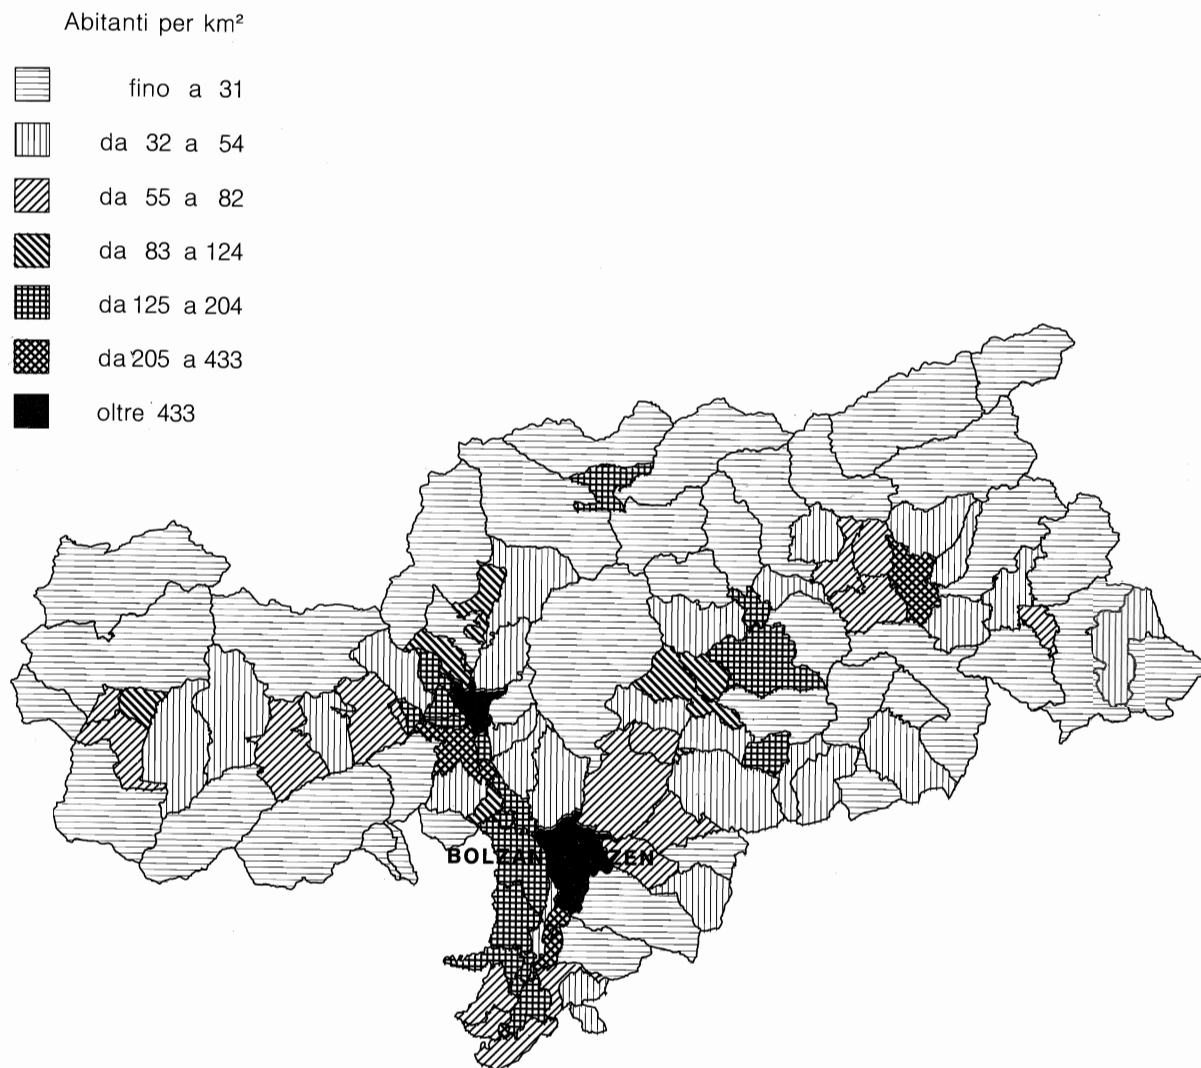 Abitanti per km²
fino a 31
da 32 a 54
da 55 a 82
da 83 a 124
da 125 a 204
da 205 a 433
oltre 433